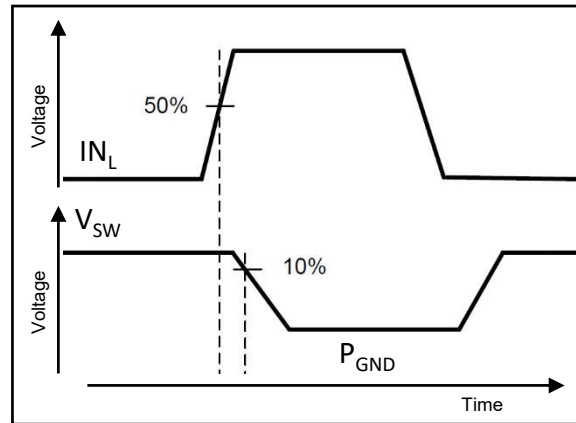 Voltage
50%
IN_L
V_SW
Voltage
10%
P_GND
Time